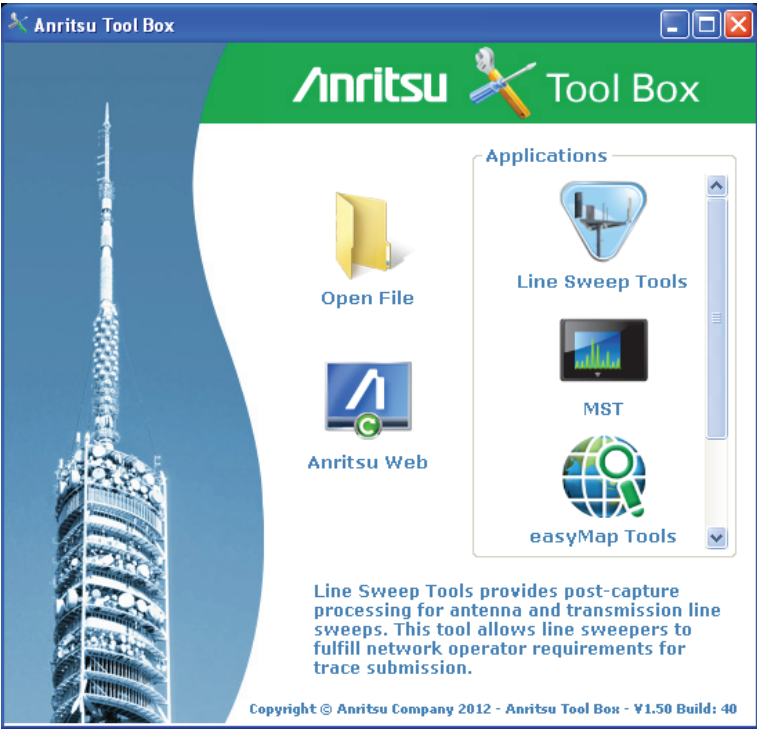 Anritsu Tool Box
Anritsu Tool Box
Applications
Open File
Anritsu Web
Line Sweep Tools
MST
easyMap Tools
Line Sweep Tools provides post-capture
processing for antenna and transmission line
sweeps. This tool allows line sweepers to
fulfill network operator requirements for
trace submission.
Copyright © Anritsu Company 2012 - Anritsu Tool Box - V1.50 Build: 40